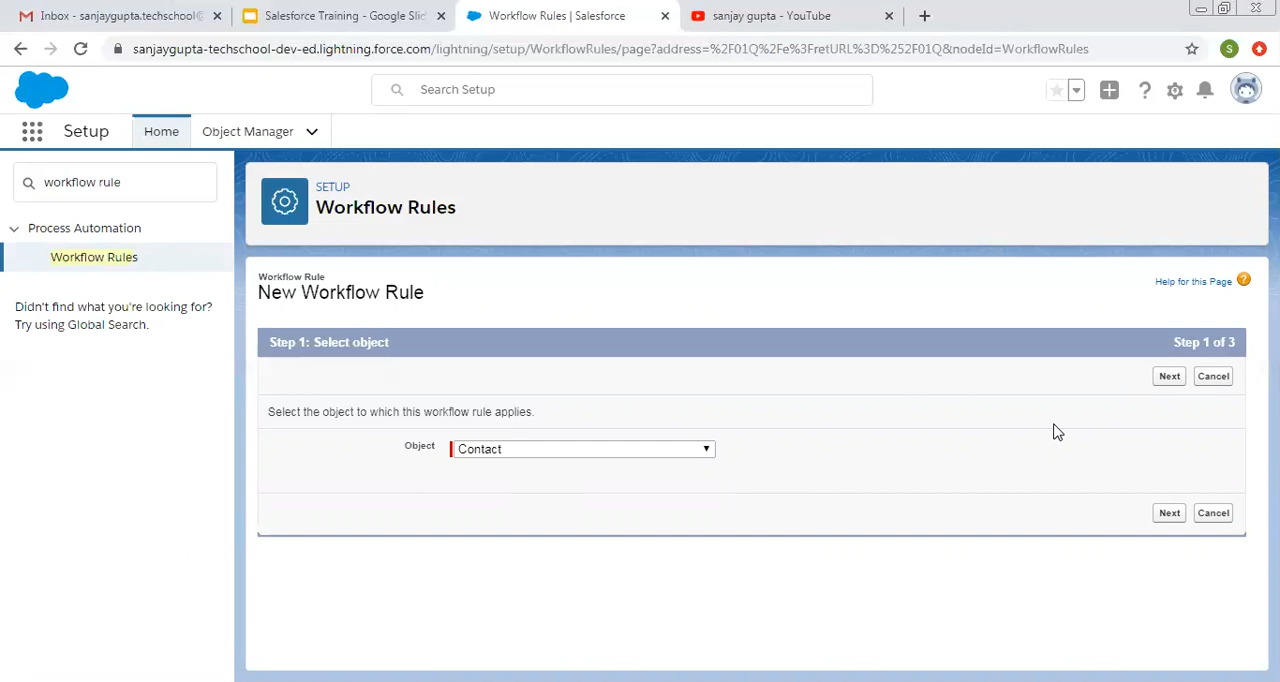 Inbox - sanjaygupta.techschool@
Salesforce Training - Google Slid
Workflow Rules | Salesforce
sanjay gupta - YouTube
sanjaygupta-techschool-dev-ed.lightning.force.com/lightning/setup/WorkflowRules/page?address=%2F01Q%2Fe%3FretURL%3D%252F01Q&nodeId=WorkflowRules
S
Search Setup
Setup
Home
Object Manager
workflow rule
Process Automation
Workflow Rules
Didn't find what you're looking for?
Try using Global Search.
SETUP
Workflow Rules
Workflow Rule
New Workflow Rule
Help for this Page
Step 1: Select object
Step 1 of 3
Next
Cancel
Select the object to which this workflow rule applies.
Object
Contact
Next
Cancel